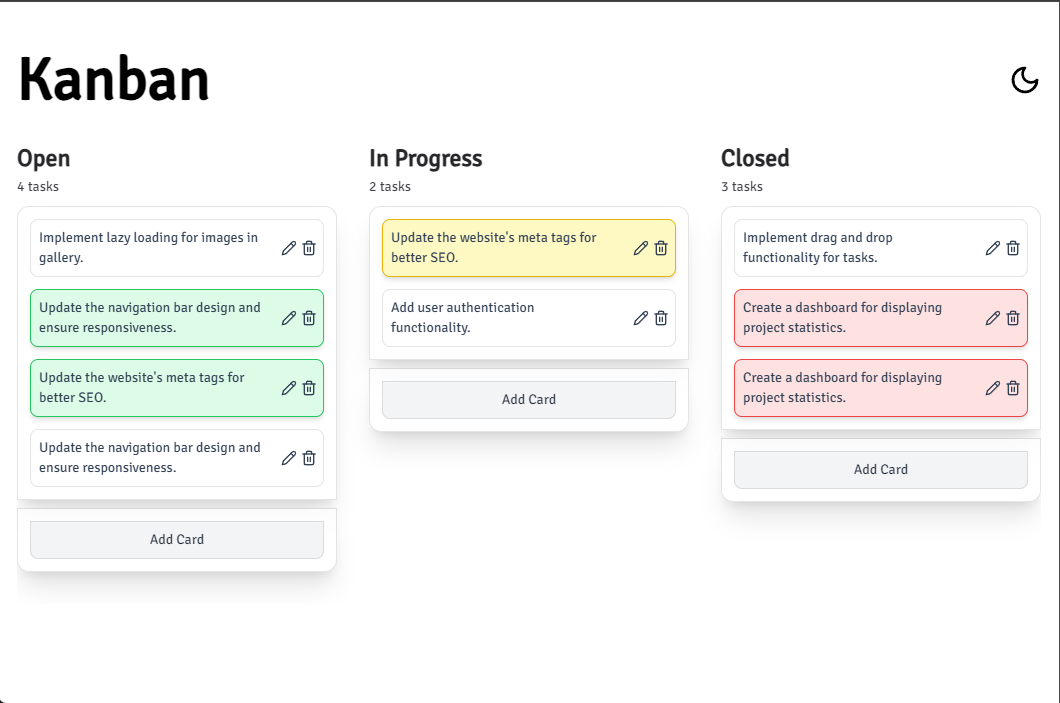 Kanban
Open
4 tasks
Implement lazy loading for images in
gallery.
Update the navigation bar design and
ensure responsiveness.
Update the website's meta tags for
better SEO.
Update the navigation bar design and
ensure responsiveness.
Add Card
In Progress
2 tasks
Update the website's meta tags for
better SEO.
Add user authentication
functionality.
Add Card
Closed
3 tasks
Implement drag and drop
functionality for tasks.
Create a dashboard for displaying
project statistics.
Create a dashboard for displaying
project statistics.
Add Card